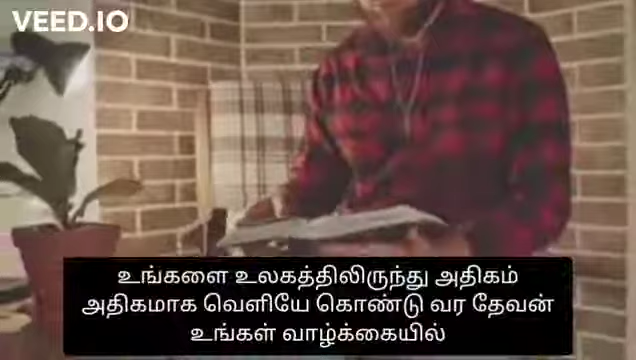 VEED.IO
உங்களை உலகத்திலிருந்து அதிகம்
அதிகமாக வெளியே கொண்டு வர தேவன்
உங்கள் வாழ்க்கையில்